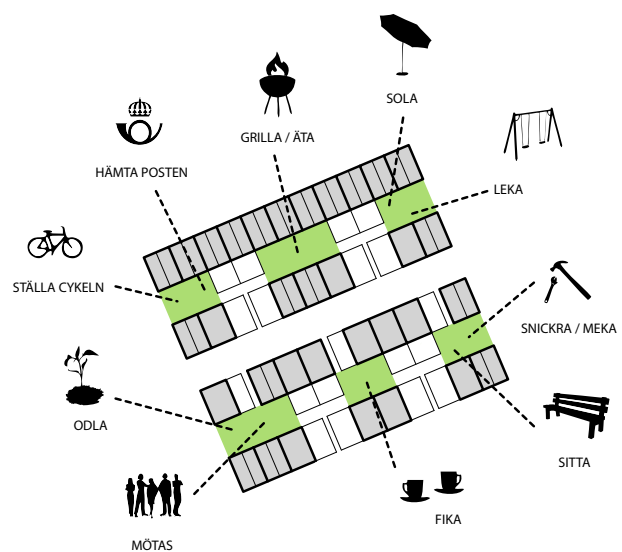 SOLA
GRILLA / ÄTA
HÄMTA POSTEN
LEKA
STÄLLA CYKELN
SNICKRA / MEKA
ODLA
SITTA
FIKA
MÖTAS